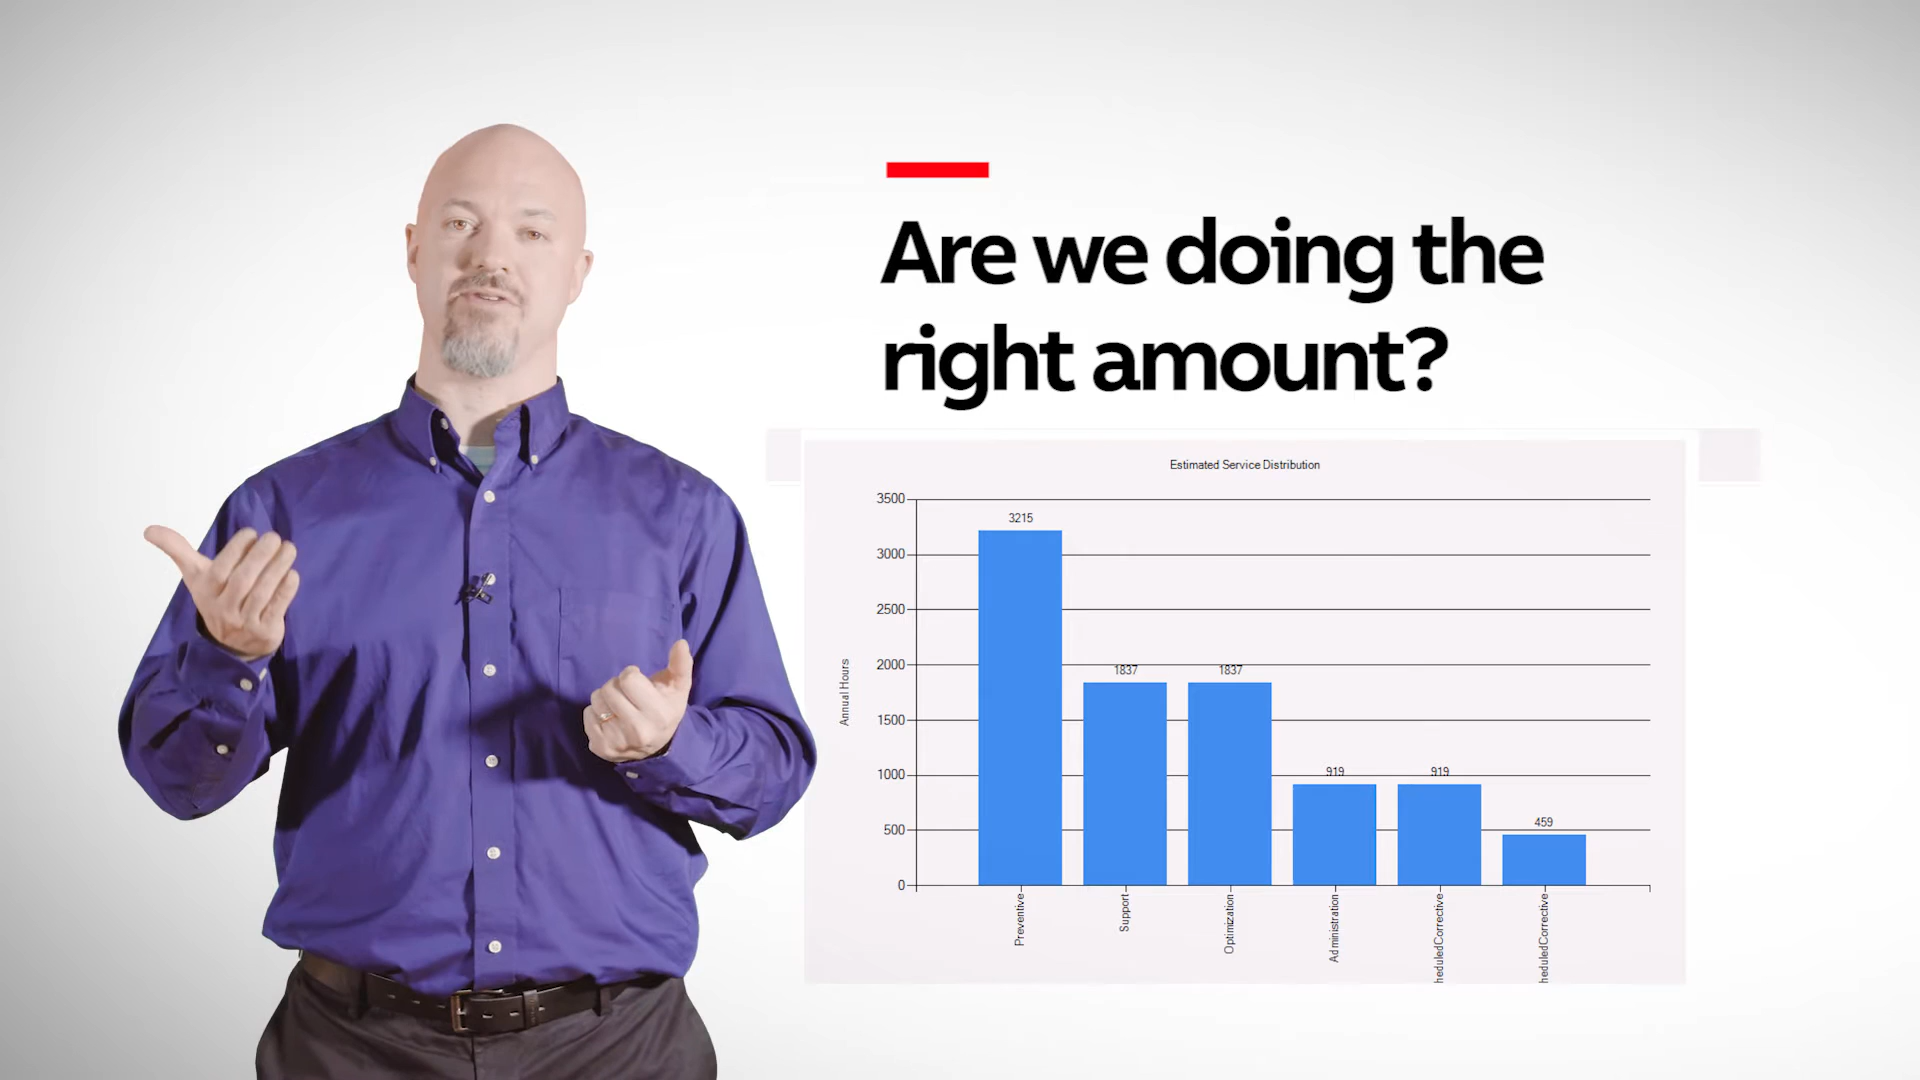 Are we doing the
right amount?
Estimated Service Distribution
Annual Hours
3500
3000
2500
2000
1500
1000
500
0
3215
1837
1837
919
919
459
Preventive
Support
Optimization
Administration
heduledCorrective
heduledCorrective